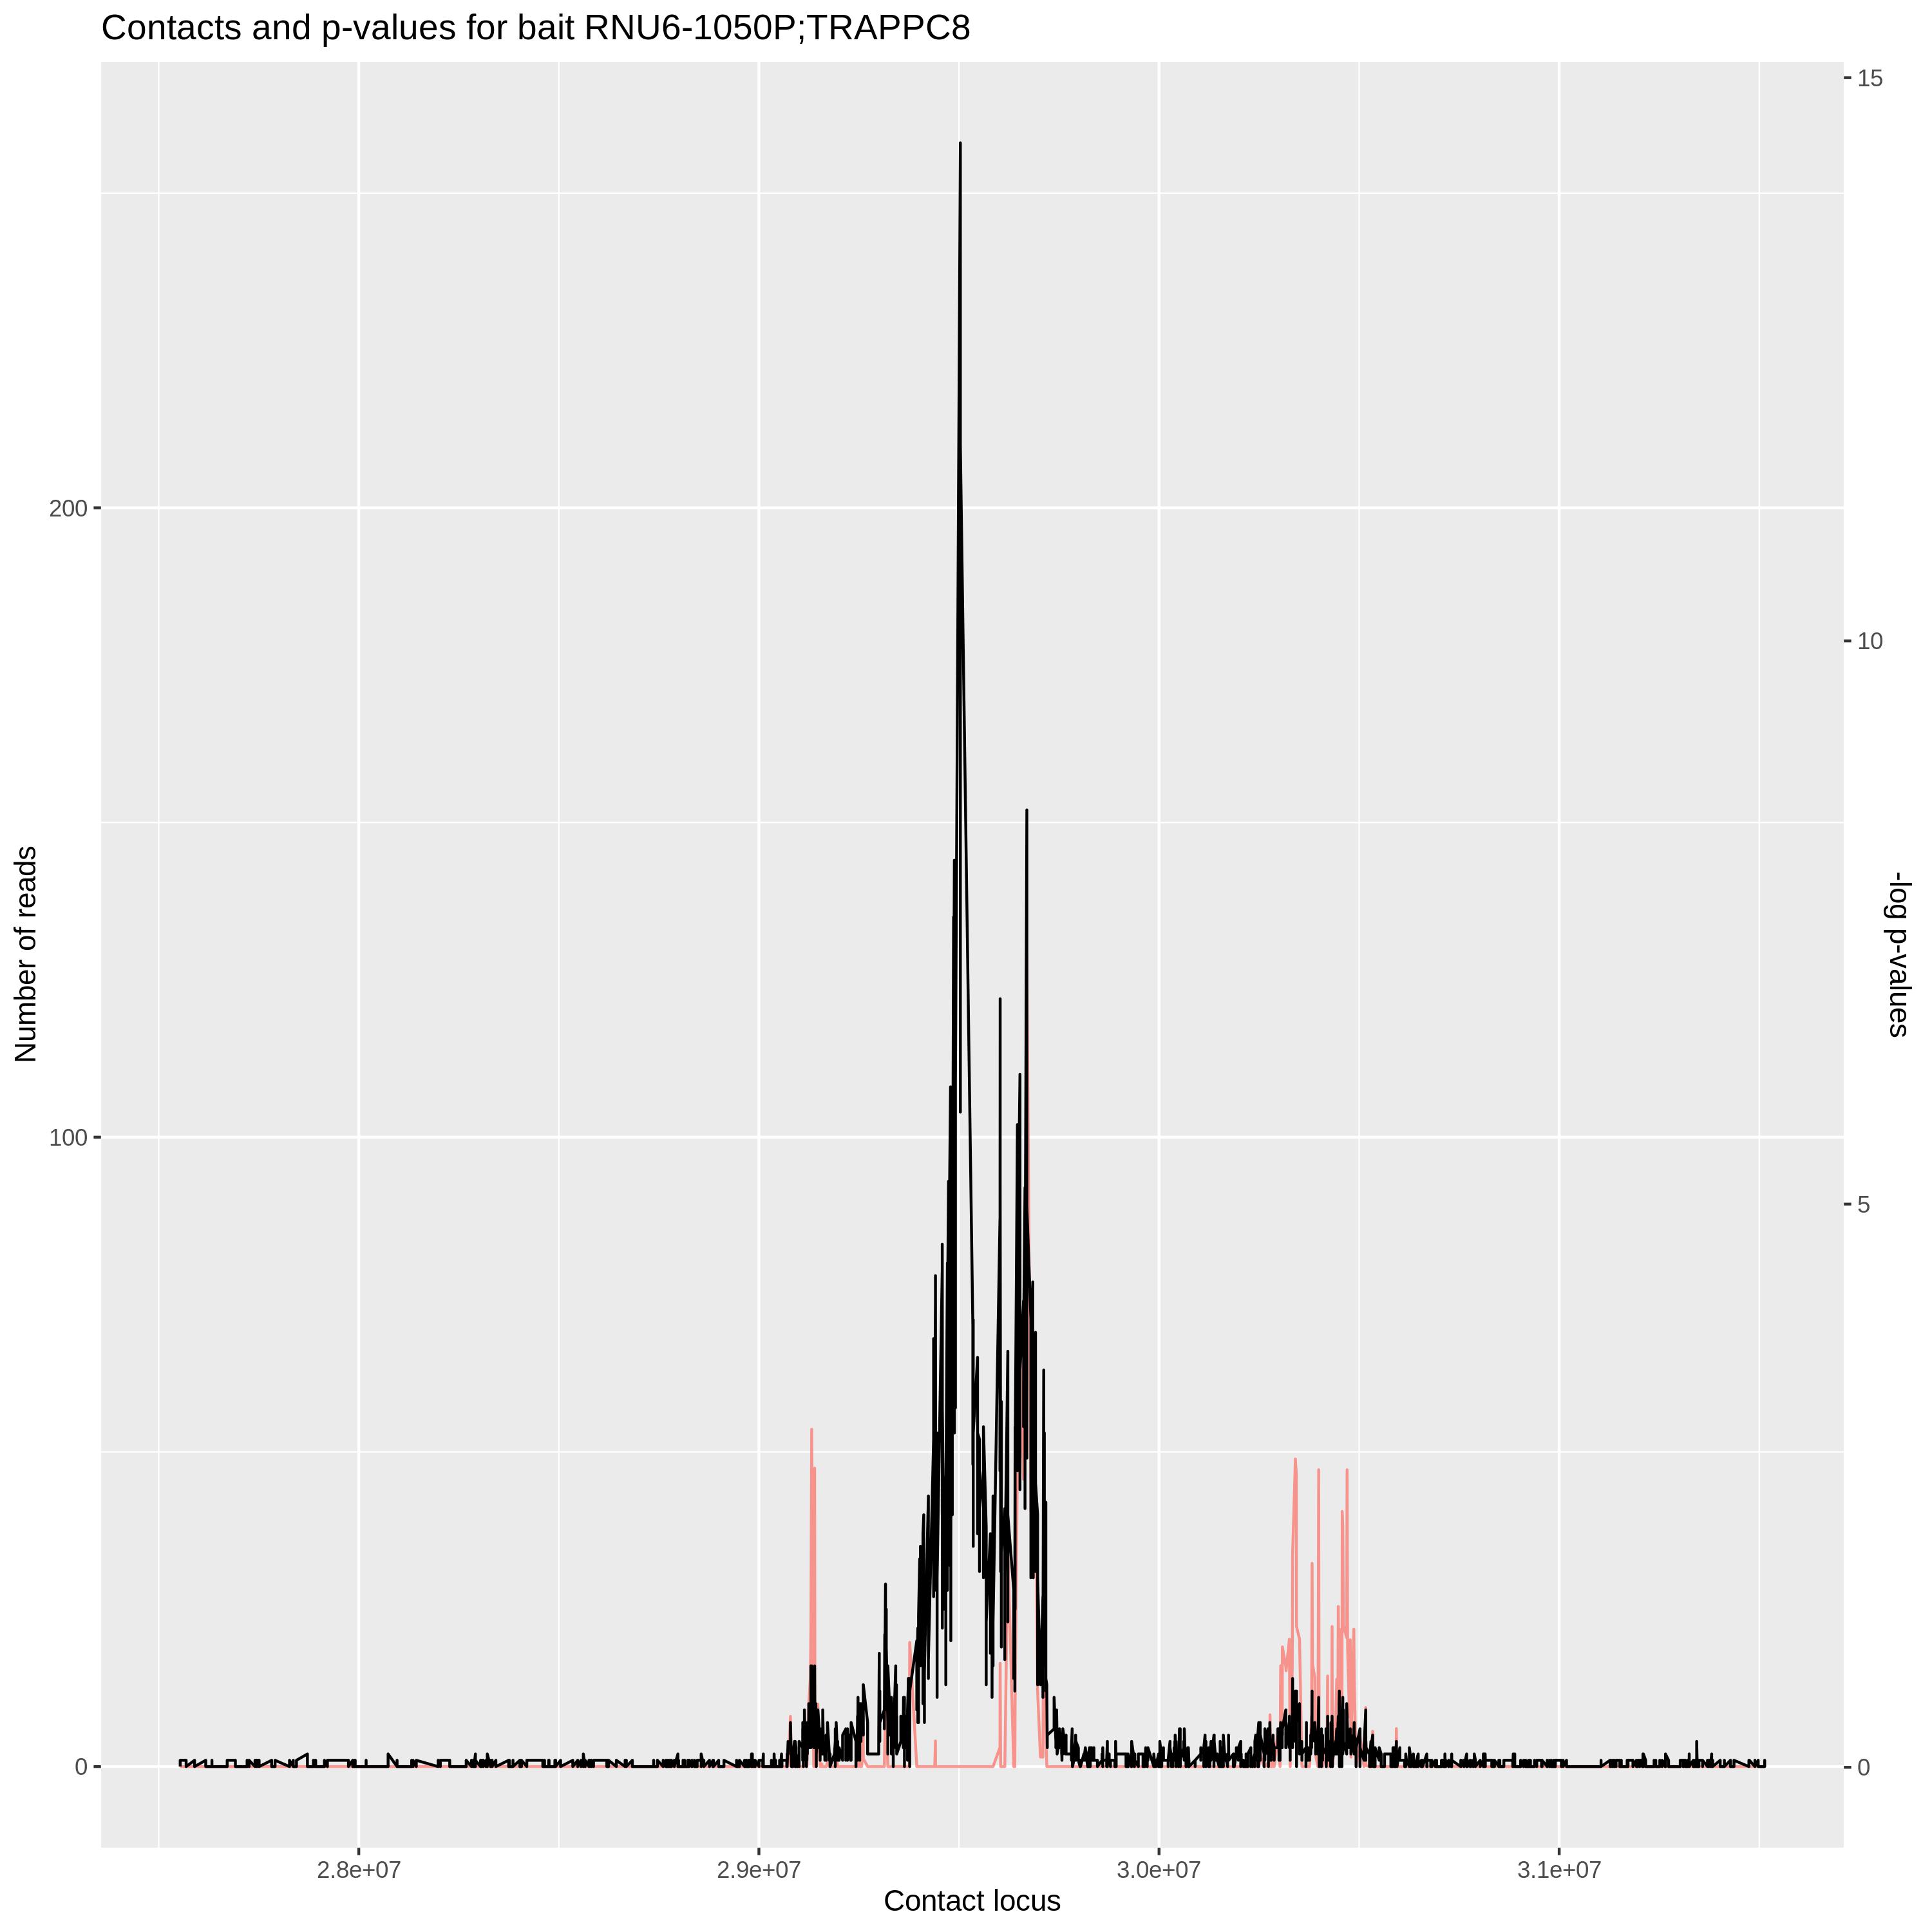 Contacts and p-values for bait RNU6-1050P;TRAPPC8
15
200
10
Number of reads
-log p-values
100
5
0
0
2.8e+07
2.9e+07
3.0e+07
3.1e+07
Contact locus